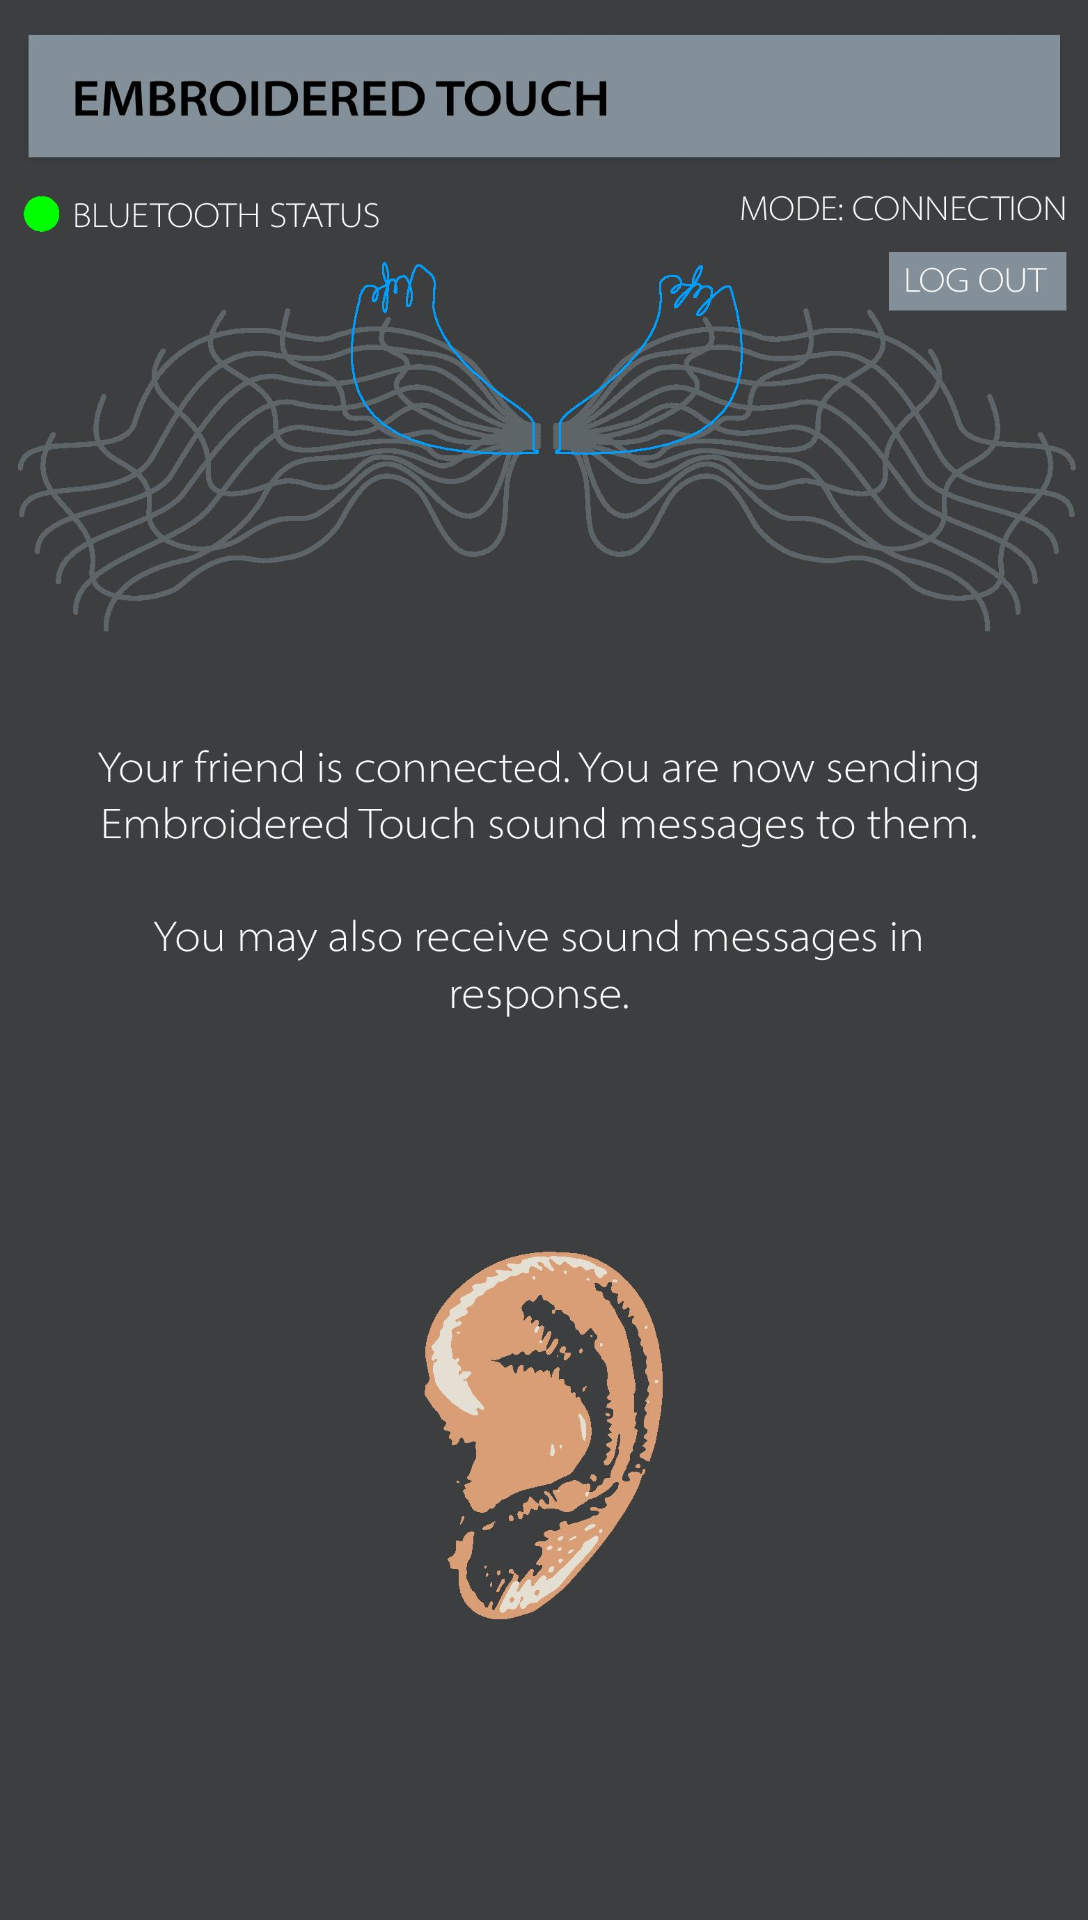 EMBROIDERED TOUCH
BLUETOOTH STATUS
MODE: CONNECTION
LOG OUT
Your friend is connected. You are now sending
Embroidered Touch sound messages to them.
You may also receive sound messages in
response.